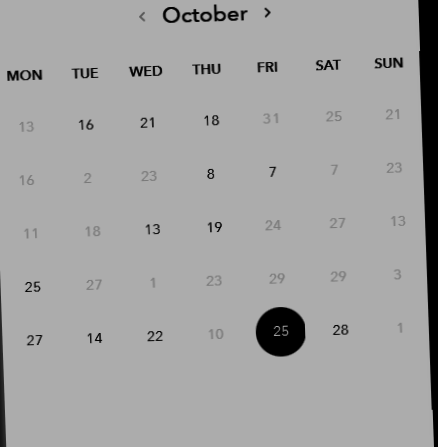 ‹ October ›
MON TUE WED THU FRI SAT SUN
13 16 21 18 31 25 21
16 2 23 8 7 7 23
11 18 13 19 24 27 13
25 27 1 23 29 29 3
27 14 22 10 25 28 1